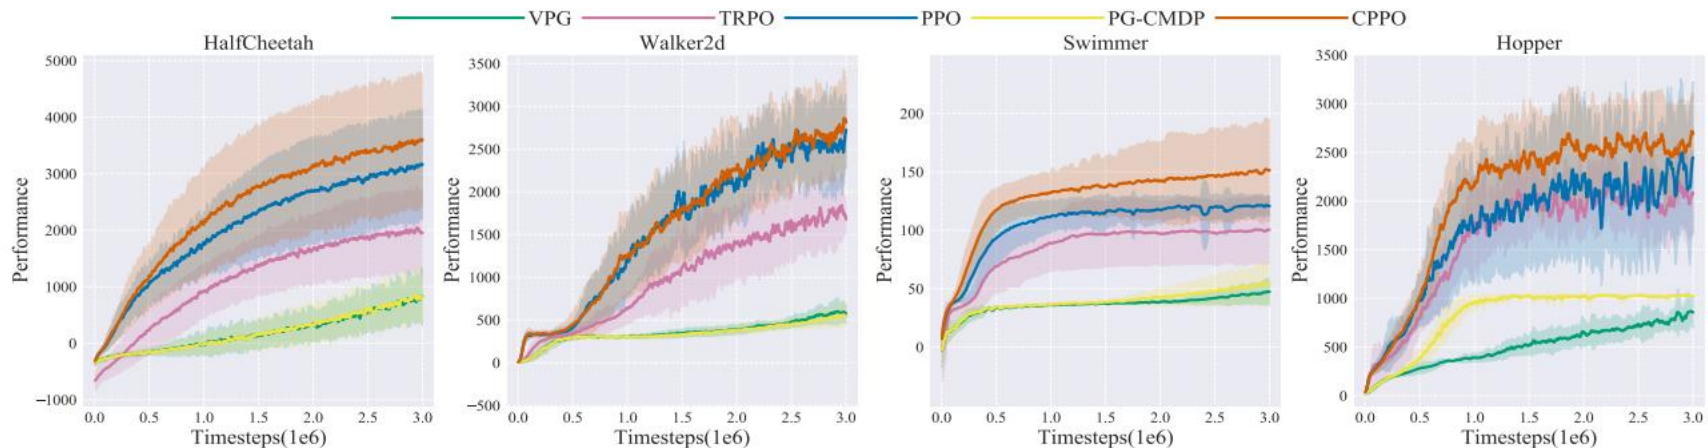 VPG TRPO PPO PG-CMDP CPPO
HalfCheetah Walker2d Swimmer Hopper
5000
4000
3000
2000
1000
0
−1000
Performance
0.0 0.5 1.0 1.5 2.0 2.5 3.0
Timesteps(1e6)
3500
3000
2500
2000
1500
1000
500
0
−500
Performance
0.0 0.5 1.0 1.5 2.0 2.5 3.0
Timesteps(1e6)
200
150
100
50
0
Performance
0.0 0.5 1.0 1.5 2.0 2.5 3.0
Timesteps(1e6)
3500
3000
2500
2000
1500
1000
500
0
Performance
0.0 0.5 1.0 1.5 2.0 2.5 3.0
Timesteps(1e6)